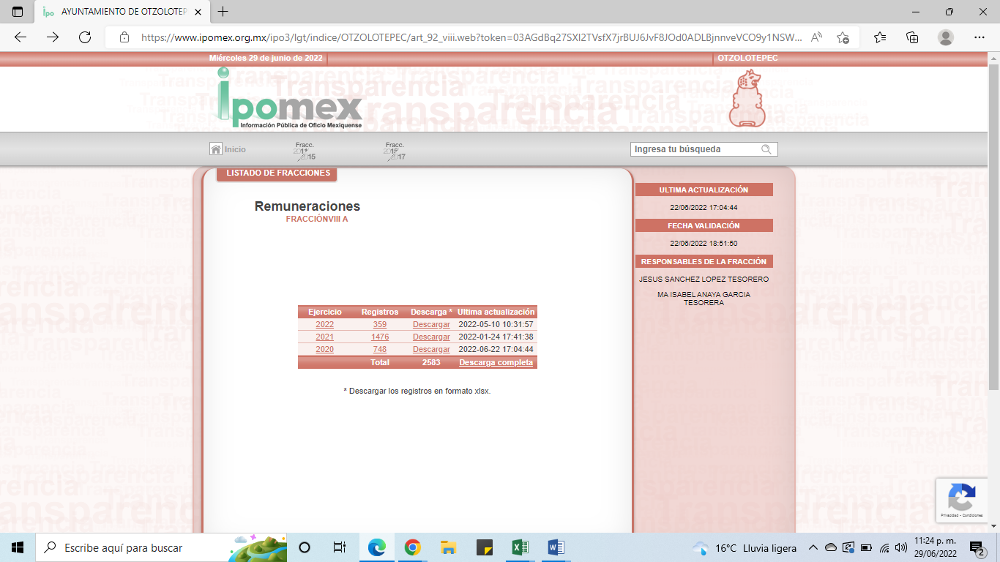 AYUNTAMIENTO DE OTZOLOTEP
https://www.ipomex.org.mx/ipo3/lgt/indice/OTZOLOTEPEC/art_92_viii.web?token=03AGdBq27SXI2TVsfX7jrBUJ6JvF8JOd0ADLBjnnveVCO9y1NSW...
Miércoles 29 de junio de 2022
OTZOLOTEPEC
Transparencia
ipomex
Información Pública de Oficio Mexiquense
Inicio
Fracc.
Fracc.
Ingresa tu búsqueda
LISTADO DE FRACCIONES
Remuneraciones
FRACCIÓNVIII A
Ejercicio Registros Descarga * Ultima actualización
2022 359 Descargar 2022-05-10 10:31:57
2021 1476 Descargar 2022-01-24 17:41:38
2020 748 Descargar 2022-06-22 17:04:44
Total 2583 Descarga completa
* Descargar los registros en formato xlsx.
ULTIMA ACTUALIZACIÓN
22/06/2022 17:04:44
FECHA VALIDACIÓN
22/06/2022 18:51:50
RESPONSABLES DE LA FRACCIÓN
JESUS SANCHEZ LOPEZ TESORERO
MA ISABEL ANAYA GARCIA
TESORERA
Privacidad - Condiciones
Escribe aquí para buscar
16°C Lluvia ligera
11:24 p. m.
29/06/2022
2